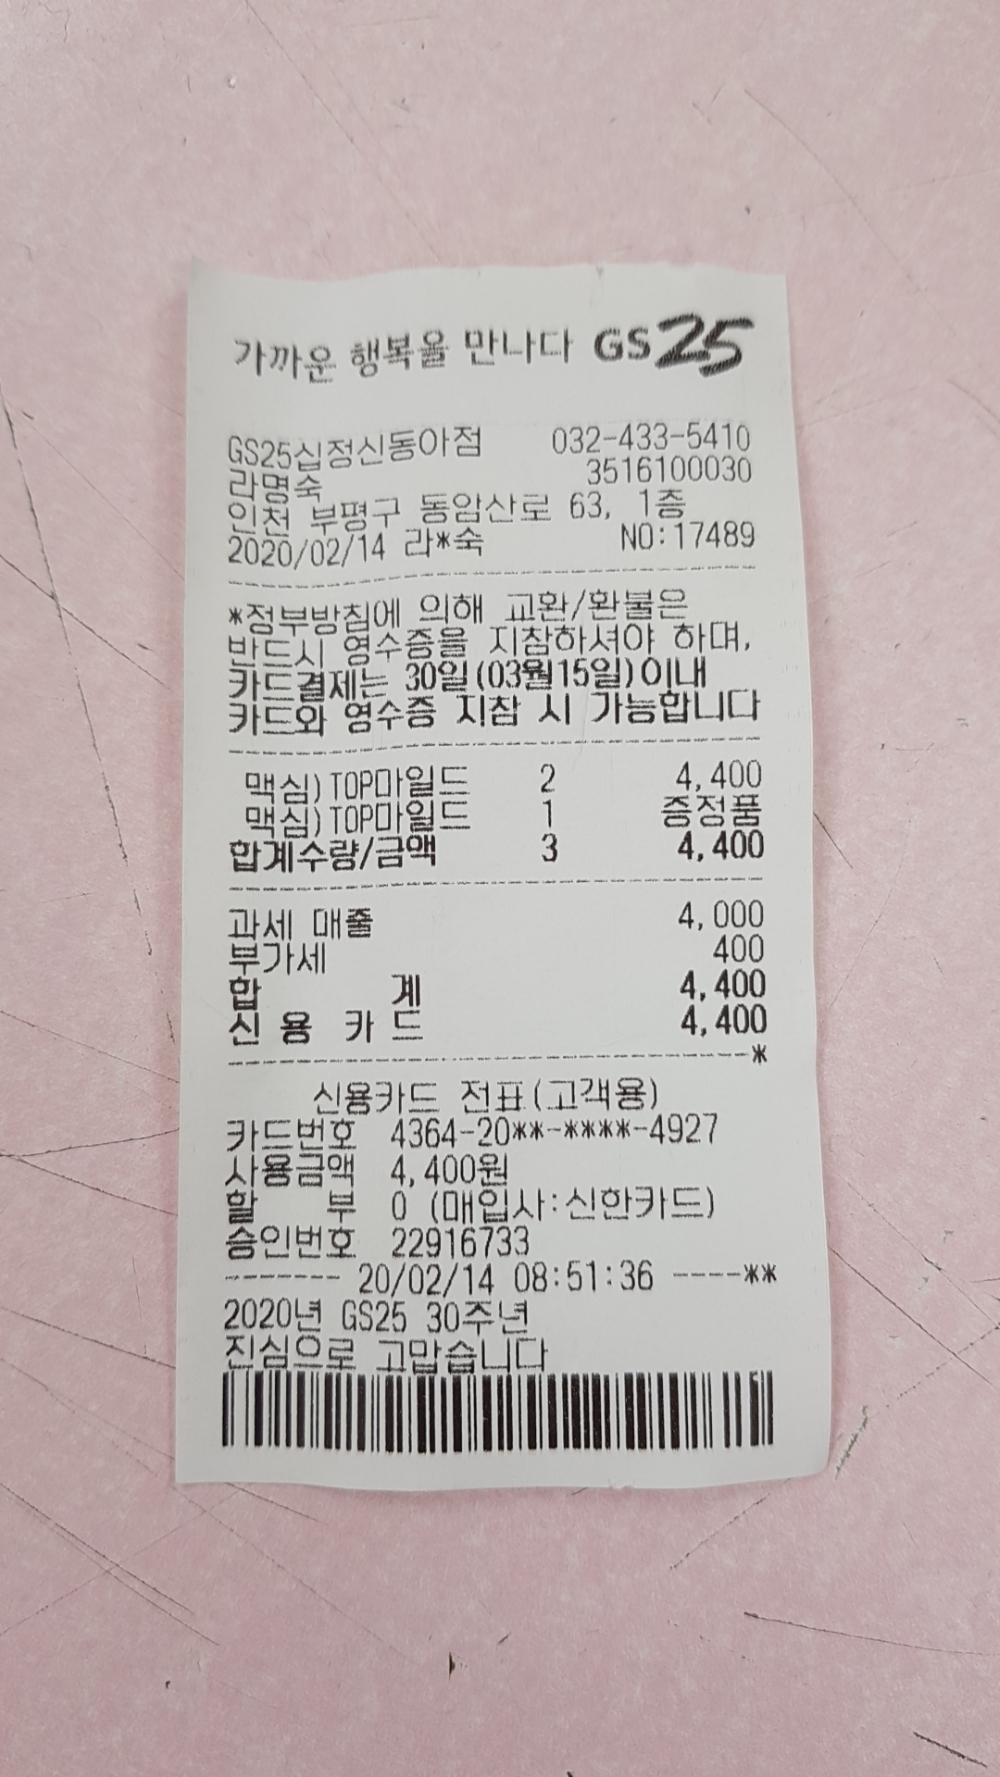 가까운 행복을 만나다 GS25
GS25십정신동아점 032-433-5410
라명숙 3516100030
인천 부평구 동암산로 63, 1층
2020/02/14 라*숙 NO:17489
*정부방침에 의해 교환/환불은
반드시 영수증을 지참하셔야 하며,
카드결제는 30일(03월15일)이내
카드와 영수증 지참 시 가능합니다
맥심)TOP마일드 2 4,400
맥심)TOP마일드 1 증정품
합계수량/금액 3 4,400
과세 매출 4,000
부가세 400
합 계 4,400
신 용 카 드 4,400
*
신용카드 전표(고객용)
카드번호 4364-20**-****-4927
사용금액 4,400원
할 부 0 (매입사:신한카드)
승인번호 22916733
------- 20/02/14 08:51:36 ----**
2020년 GS25 30주년
진심으로 고맙습니다